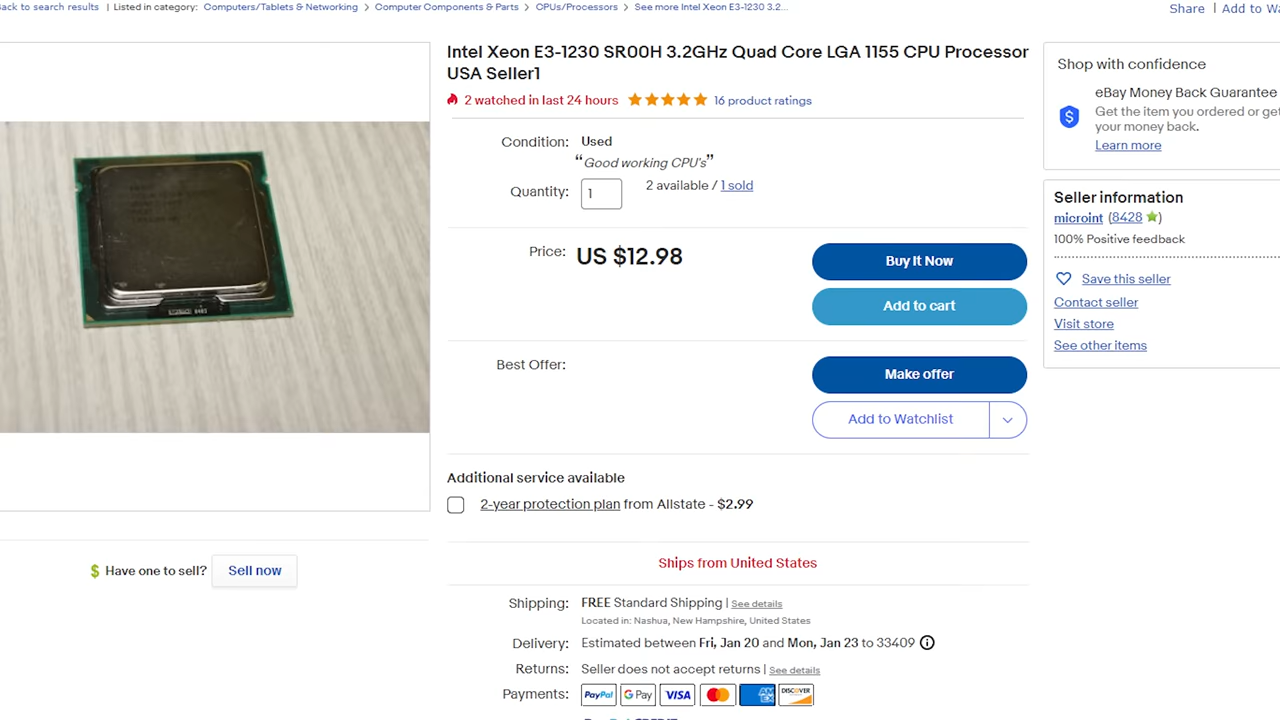 ack to search results | Listed in category: Computers/Tablets & Networking > Computer Components & Parts > CPUs/Processors > See more Intel Xeon E3-1230 3.2...
Share | Add to Wa
Intel Xeon E3-1230 SR00H 3.2GHz Quad Core LGA 1155 CPU Processor
USA Seller1
2 watched in last 24 hours 16 product ratings
Condition: Used
“Good working CPU's”
Quantity: 1 2 available / 1 sold
Price: US $12.98
Buy It Now
Add to cart
Best Offer:
Make offer
Add to Watchlist
Additional service available
2-year protection plan from Allstate - $2.99
Ships from United States
Have one to sell? Sell now
Shipping: FREE Standard Shipping | See details
Located in: Nashua, New Hampshire, United States
Delivery: Estimated between Fri, Jan 20 and Mon, Jan 23 to 33409
Returns: Seller does not accept returns | See details
Payments: PayPal G Pay VISA AM EX DISCOVER
Shop with confidence
eBay Money Back Guarantee
Get the item you ordered or get
your money back.
Learn more
Seller information
microint (8428)
100% Positive feedback
Save this seller
Contact seller
Visit store
See other items